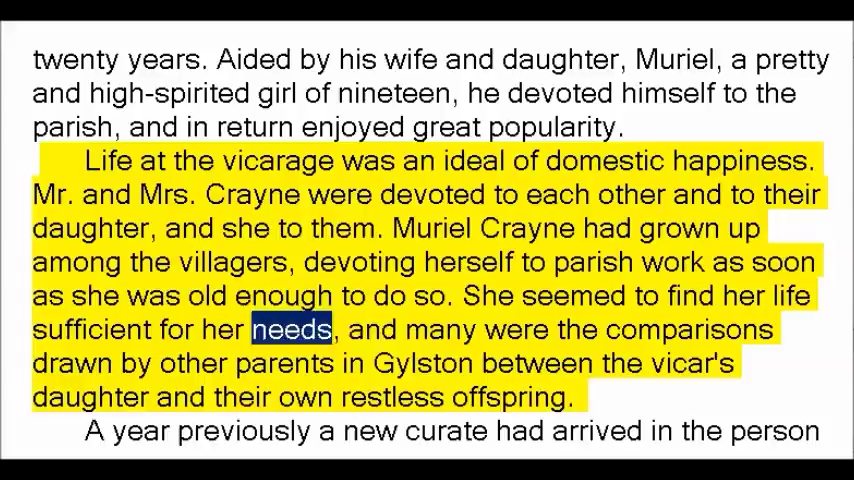 twenty years. Aided by his wife and daughter, Muriel, a pretty
and high-spirited girl of nineteen, he devoted himself to the
parish, and in return enjoyed great popularity.
Life at the vicarage was an ideal of domestic happiness.
Mr. and Mrs. Crayne were devoted to each other and to their
daughter, and she to them. Muriel Crayne had grown up
among the villagers, devoting herself to parish work as soon
as she was old enough to do so. She seemed to find her life
sufficient for her needs, and many were the comparisons
drawn by other parents in Gylston between the vicar's
daughter and their own restless offspring.
A year previously a new curate had arrived in the person